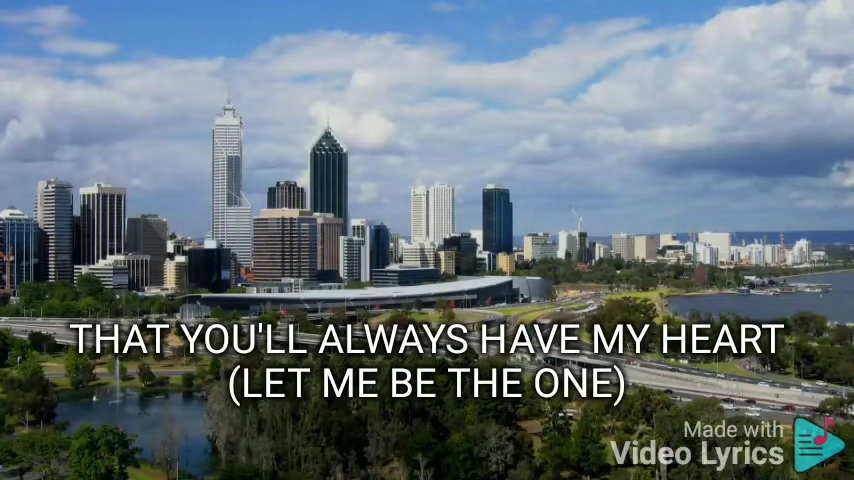 THAT YOU'LL ALWAYS HAVE MY HEART
(LET ME BE THE ONE)
Made with
Video Lyrics